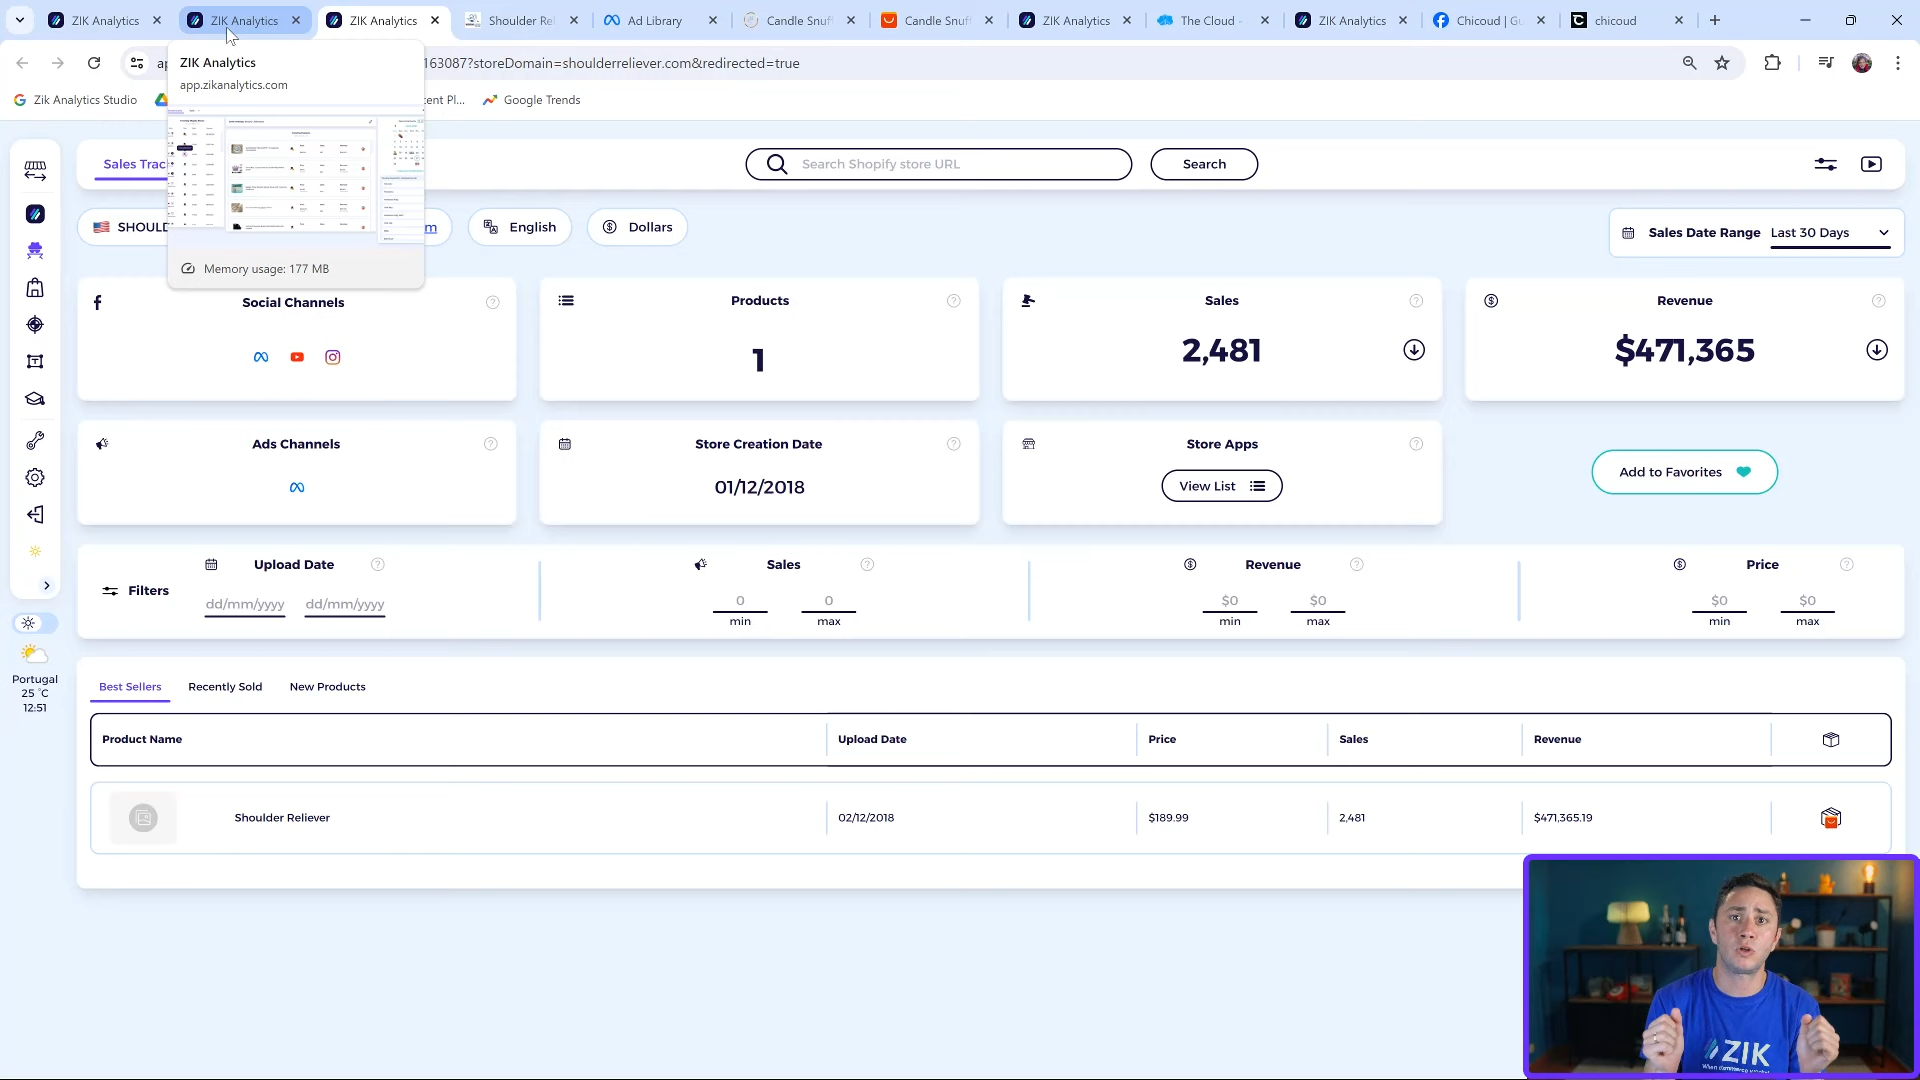 ZIK Analytics
ZIK Analytics
ZIK Analytics
Shoulder Rel
Ad Library
Candle Snuf
Candle Snuf
ZIK Analytics
The Cloud -
ZIK Analytics
Chicoud | G
chicoud
ZIK Analytics
app.zikanalytics.com
163087?storeDomain=shoulderreliever.com&redirected=true
Zik Analytics Studio
ent Pl...
Google Trends
Memory usage: 177 MB
Sales Trac
Search Shopify store URL
Search
SHOUL
m
English
Dollars
Sales Date Range
Last 30 Days
Social Channels
Products
1
Sales
2,481
Revenue
$471,365
Ads Channels
Store Creation Date
01/12/2018
Store Apps
View List
Add to Favorites
Filters
Upload Date
dd/mm/yyyy
dd/mm/yyyy
Sales
0
min
0
max
Revenue
$0
min
$0
max
Price
$0
min
$0
max
Portugal
25 °C
12:51
Best Sellers
Recently Sold
New Products
Product Name
Upload Date
Price
Sales
Revenue
Shoulder Reliever
02/12/2018
$189.99
2,481
$471,365.19
ZIK